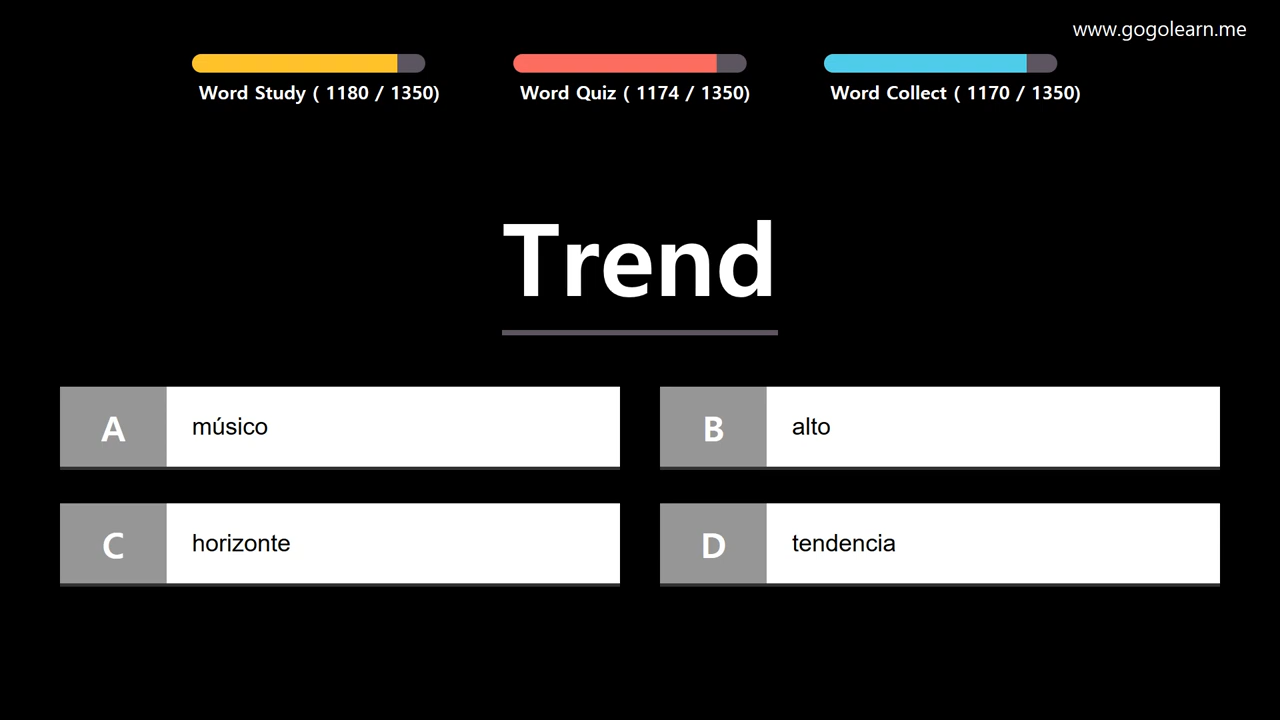 www.gogolearn.me
Word Study ( 1180 / 1350)
Word Quiz ( 1174 / 1350)
Word Collect ( 1170 / 1350)
Trend
A músico
B alto
C horizonte
D tendencia